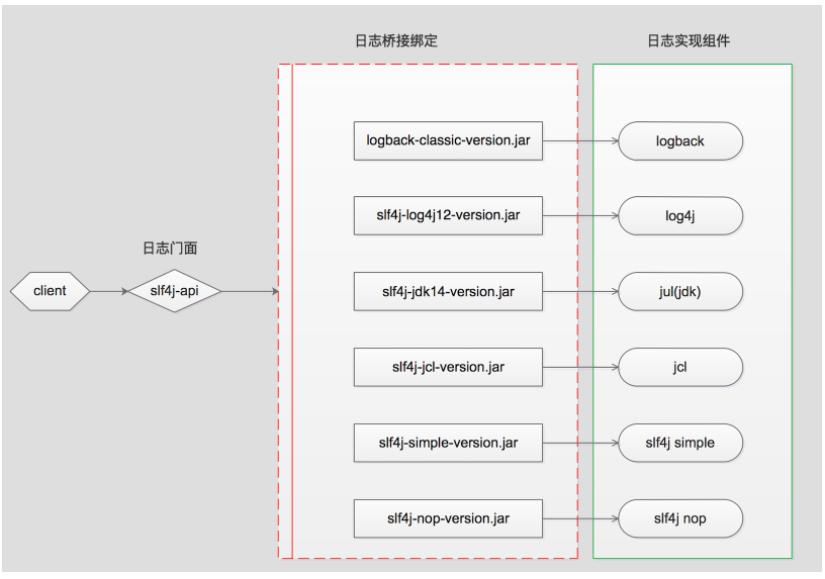 日志桥接绑定
日志实现组件
logback-classic-version.jar
logback
slf4j-log4j12-version.jar
log4j
日志门面
client
slf4j-api
slf4j-jdk14-version.jar
jul(jdk)
slf4j-jcl-version.jar
jcl
slf4j-simple-version.jar
slf4j simple
slf4j-nop-version.jar
slf4j nop